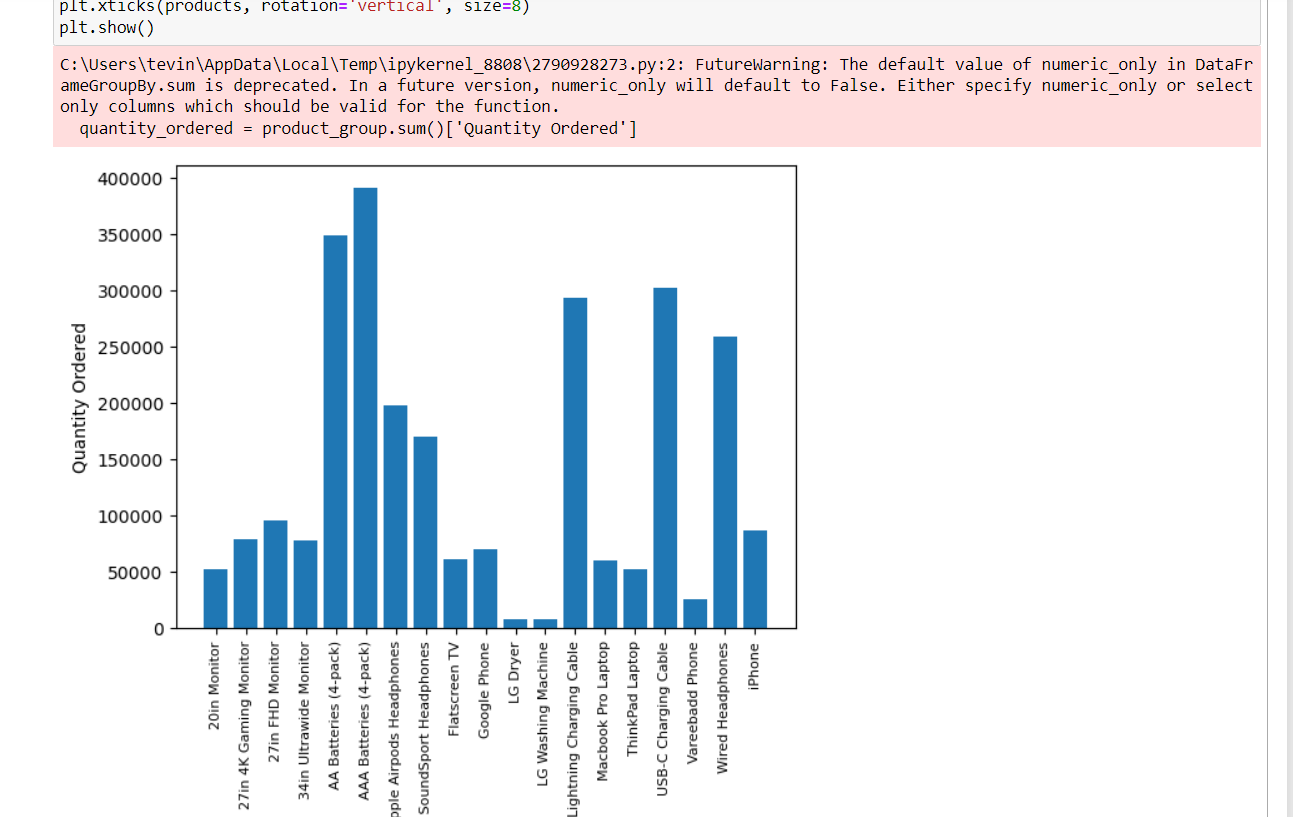 plt.xticks(products, rotation='vertical', size=8)
plt.show()
C:\Users\tevin\AppData\Local\Temp\ipykernel_8808\2790928273.py:2: FutureWarning: The default value of numeric_only in DataFr
ameGroupBy.sum is deprecated. In a future version, numeric_only will default to False. Either specify numeric_only or select
only columns which should be valid for the function.
  quantity_ordered = product_group.sum()['Quantity Ordered']
400000
350000
300000
250000
200000
150000
100000
50000
0
Quantity Ordered
20in Monitor
27in 4K Gaming Monitor
27in FHD Monitor
34in Ultrawide Monitor
AA Batteries (4-pack)
AAA Batteries (4-pack)
pple Airpods Headphones
SoundSport Headphones
Flatscreen TV
Google Phone
LG Dryer
LG Washing Machine
Lightning Charging Cable
Macbook Pro Laptop
ThinkPad Laptop
USB-C Charging Cable
Vareebadd Phone
Wired Headphones
iPhone